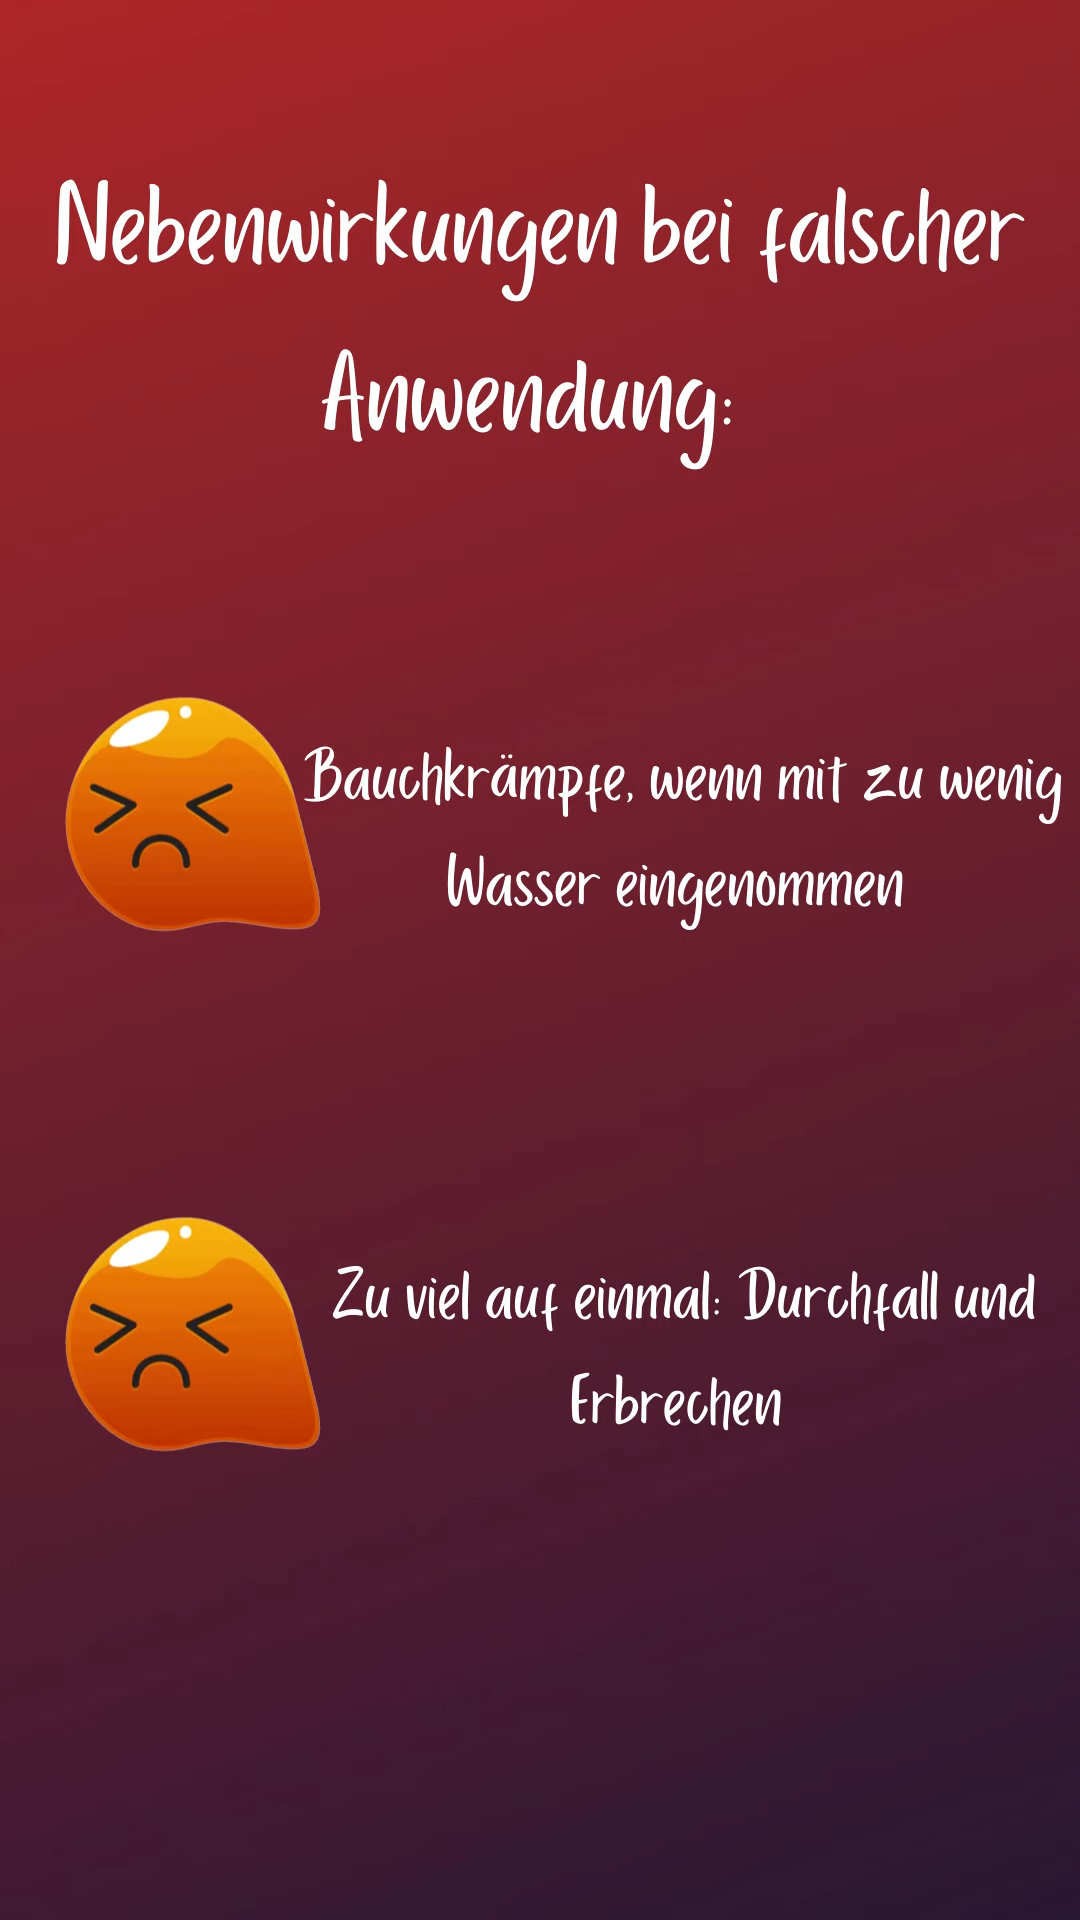 Nebenwirkungen bei falscher
Anwendung:
Bauchkrämpfe, wenn mit zu wenig
Wasser eingenommen
Zu viel auf einmal: Durchfall und
Erbrechen